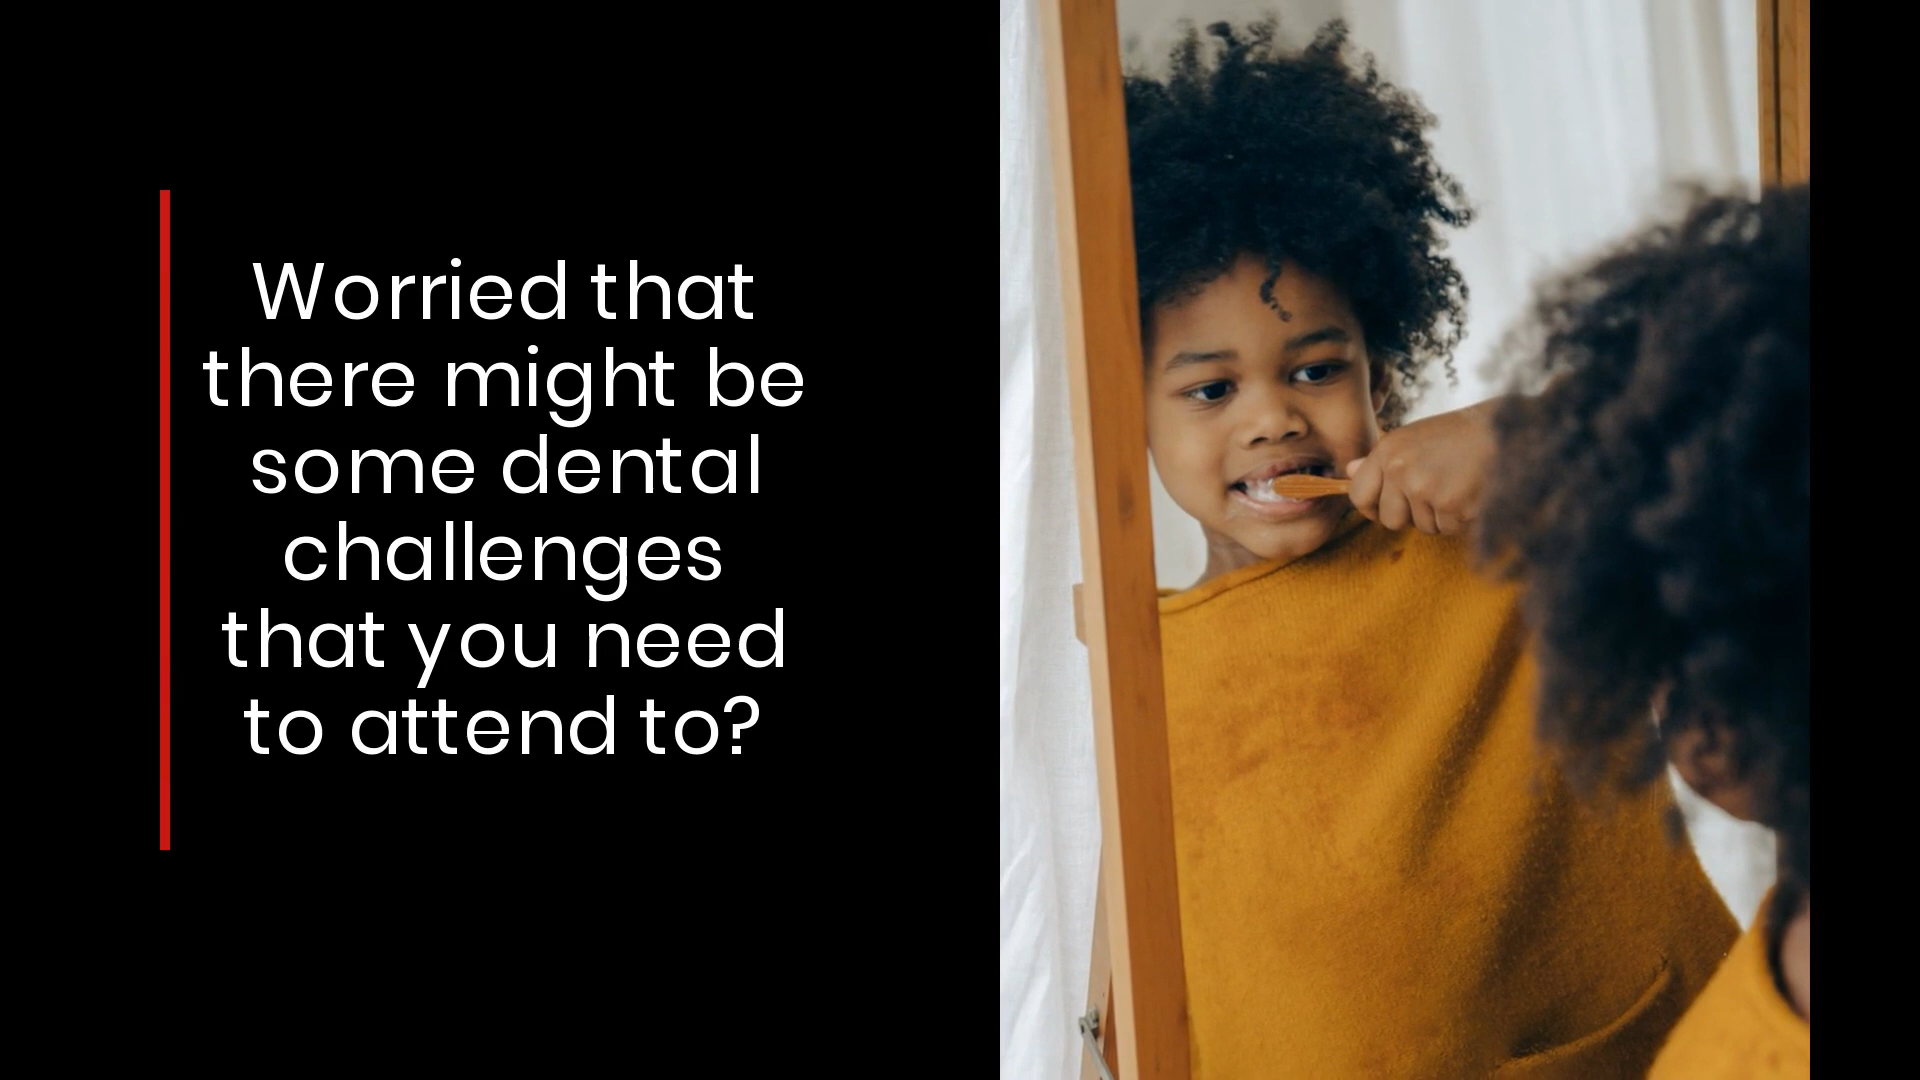 Worried that
there might be
some dental
challenges
that you need
to attend to?